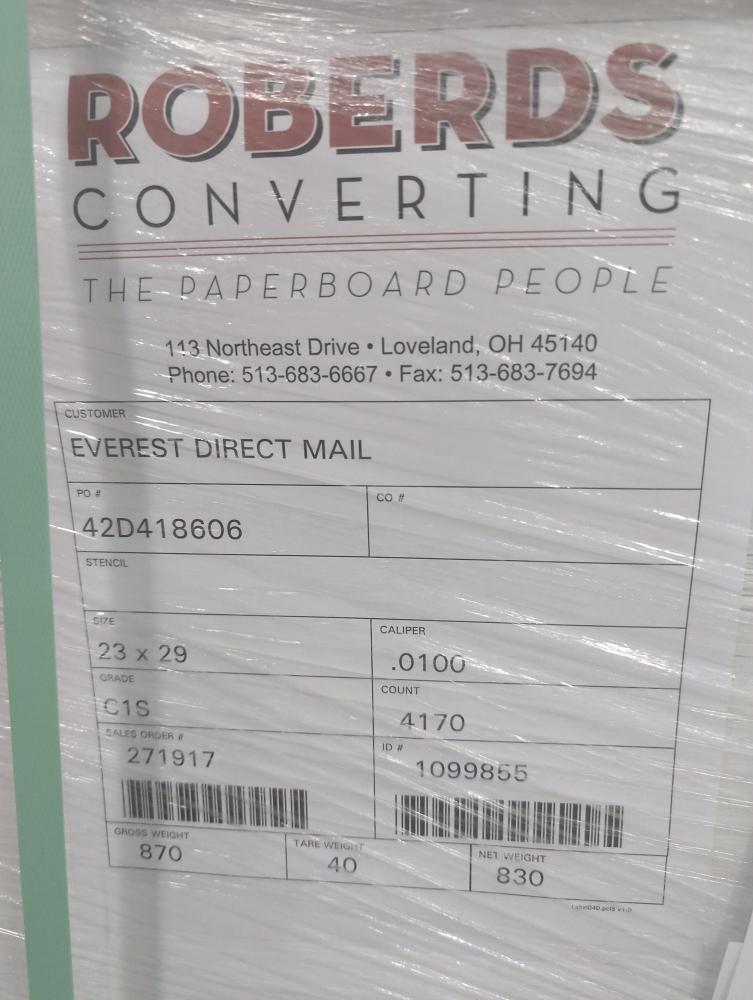 ROBERDS
CONVERTING
THE PAPERBOARD PEOPLE
113 Northeast Drive • Loveland, OH 45140
Phone: 513-683-6667 • Fax: 513-683-7694
CUSTOMER
EVEREST DIRECT MAIL
PO #
42D418606
CO #
STENCIL
SIZE
23 x 29
CALIPER
.0100
GRADE
C1S
COUNT
4170
SALES ORDER #
271917
ID #
1099855
GROSS WEIGHT
870
TARE WEIGHT
40
NET WEIGHT
830